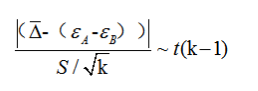 |(Δ̄-（ε_A-ε_B）)| / (S/√k) ~ t(k−1)